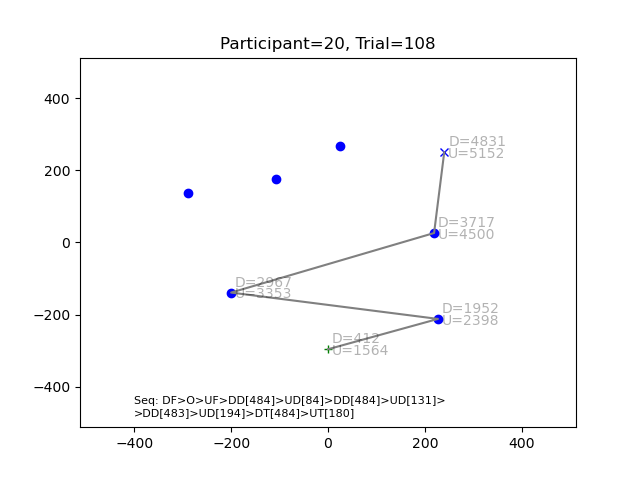 Participant=20, Trial=108
400
200
0
−200
−400
−400
−200
0
200
400
D=4831
U=5152
D=3717
U=4500
D=2967
U=3353
D=1952
U=2398
D=412
U=1564
Seq: DF>O>UF>DD[484]>UD[84]>DD[484]>UD[131]>
>DD[483]>UD[194]>DT[484]>UT[180]